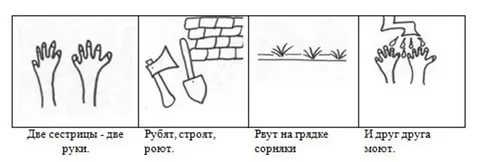 Две сестрицы - две
руки.
Рубят, строят,
роют.
Рвут на грядке
сорняки
И друг друга
моют.